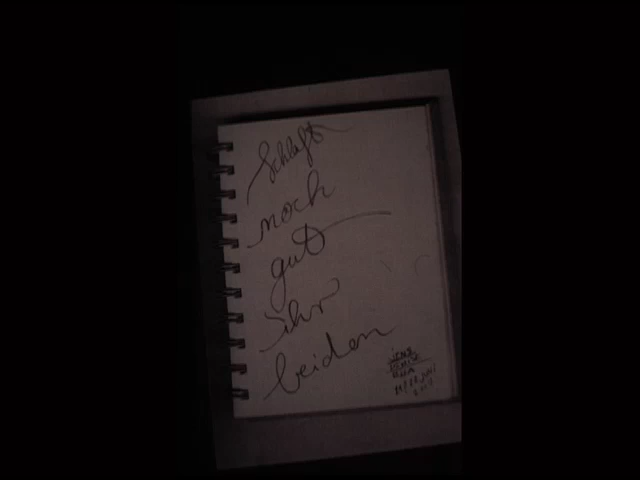 Schlaft
noch
gut
ihr
beiden